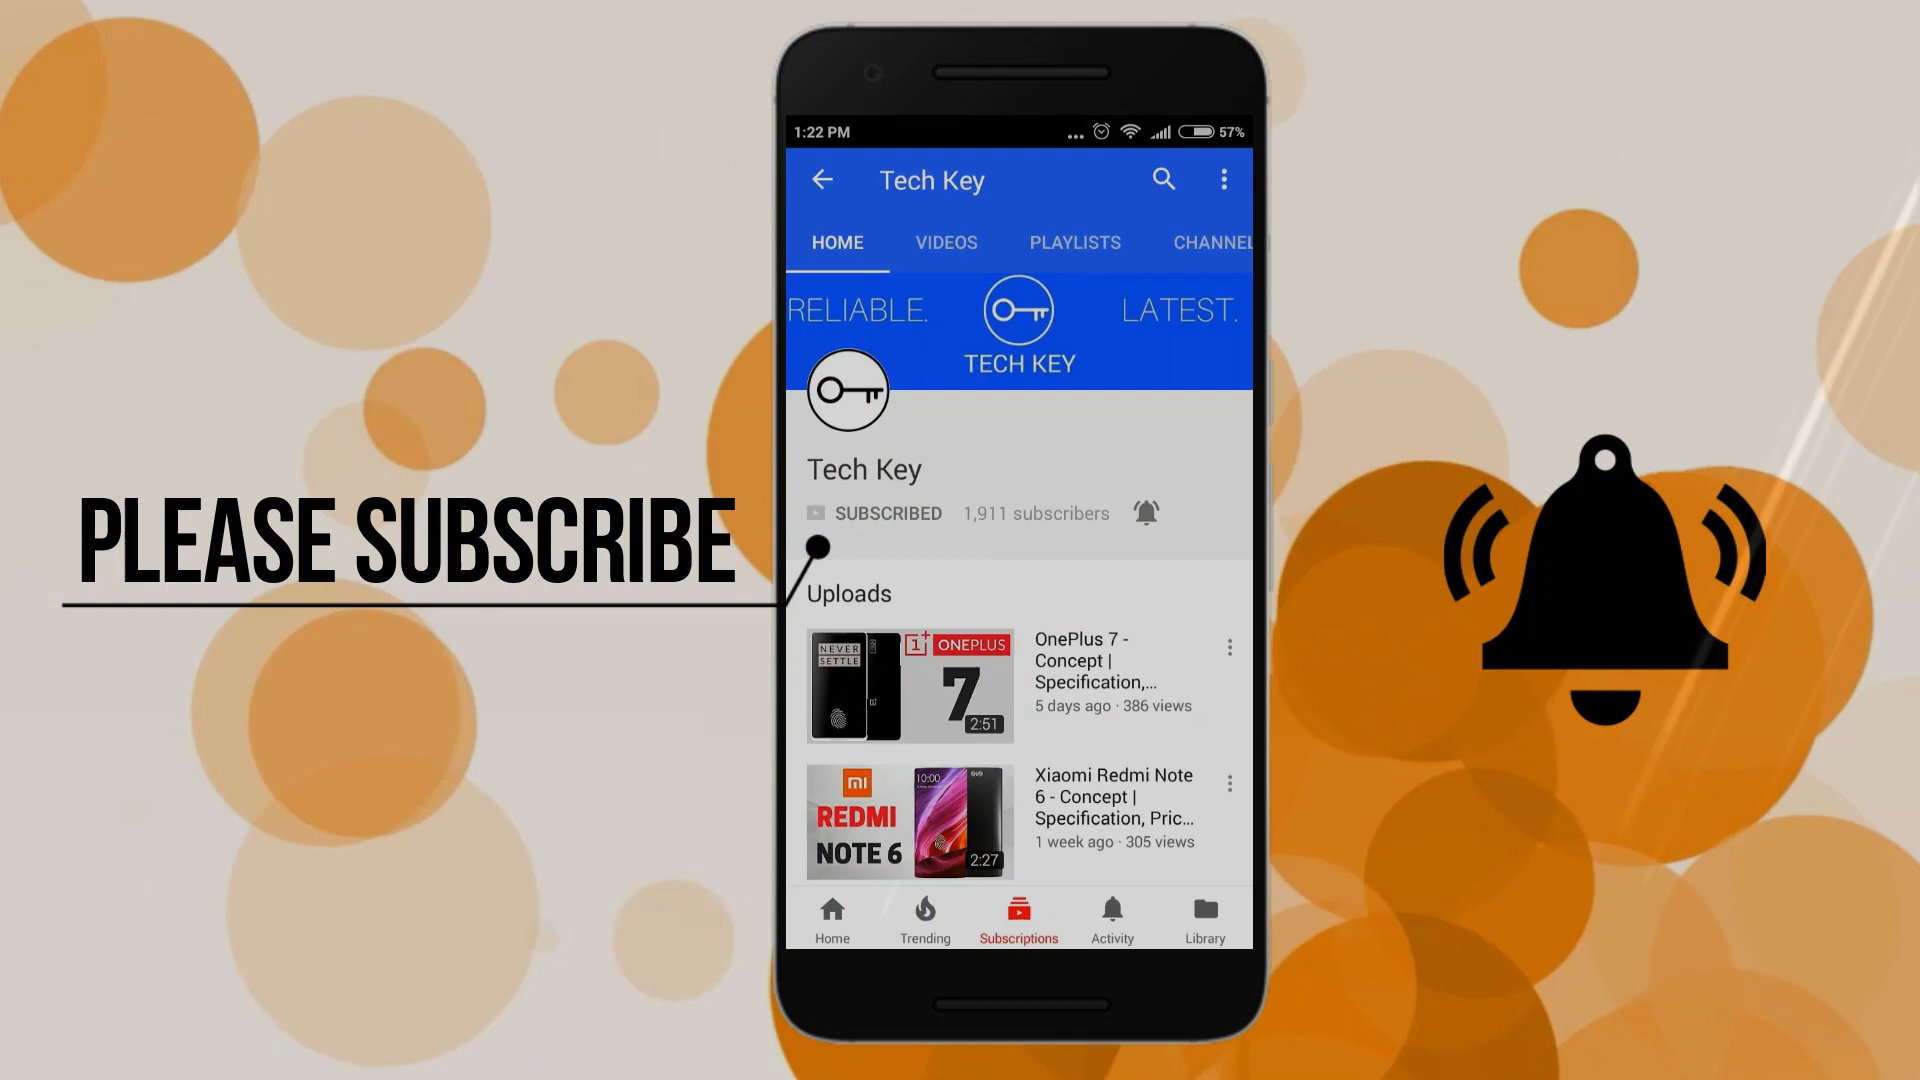 1:22 PM ... 57%
Tech Key
HOME VIDEOS PLAYLISTS CHANNEL
RELIABLE. LATEST.
TECH KEY
Tech Key
SUBSCRIBED 1,911 subscribers
PLEASE SUBSCRIBE
Uploads
NEVER
SETTLE
1+ ONEPLUS
7
2:51
OnePlus 7 -
Concept |
Specification,...
5 days ago · 386 views
mi
REDMI
NOTE 6
10:00
2:27
Xiaomi Redmi Note
6 - Concept |
Specification, Pric...
1 week ago · 305 views
Home Trending Subscriptions Activity Library